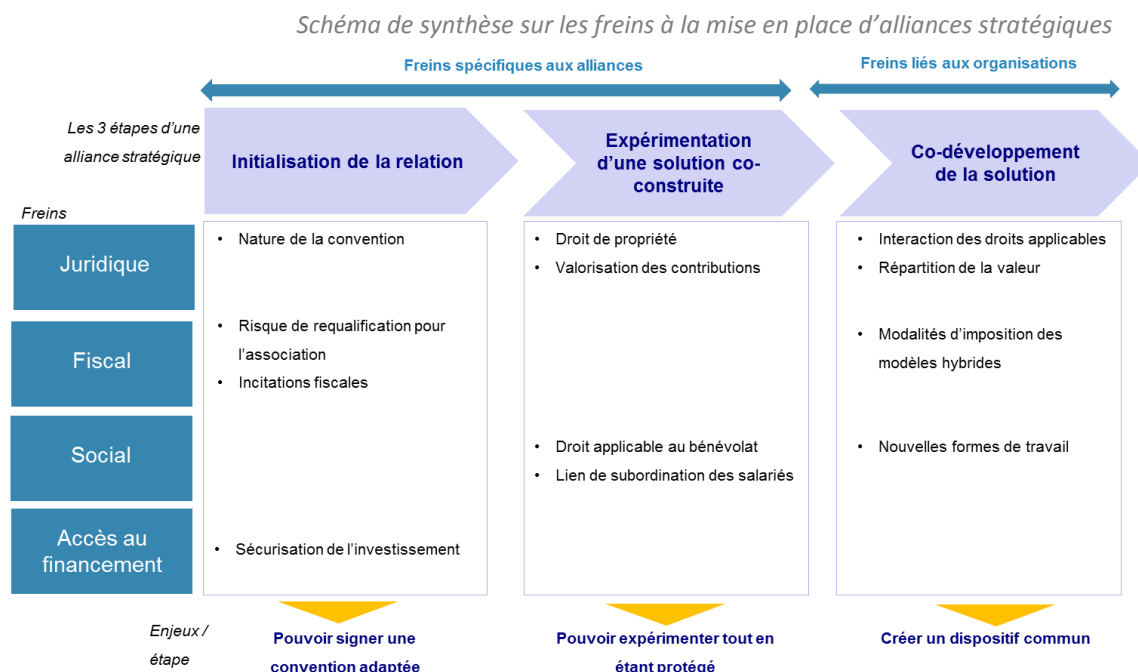 Schéma de synthèse sur les freins à la mise en place d’alliances stratégiques
Freins spécifiques aux alliances
Freins liés aux organisations
Les 3 étapes d’une
alliance stratégique
Initialisation de la relation
Expérimentation
d’une solution co-
construite
Co-développement
de la solution
Freins
Juridique
• Nature de la convention
• Droit de propriété
• Valorisation des contributions
• Interaction des droits applicables
• Répartition de la valeur
Fiscal
• Risque de requalification pour
l’association
• Incitations fiscales
• Modalités d’imposition des
modèles hybrides
Social
• Droit applicable au bénévolat
• Lien de subordination des salariés
• Nouvelles formes de travail
Accès au
financement
• Sécurisation de l’investissement
Enjeux /
étape
Pouvoir signer une
convention adaptée
Pouvoir expérimenter tout en
étant protégé
Créer un dispositif commun